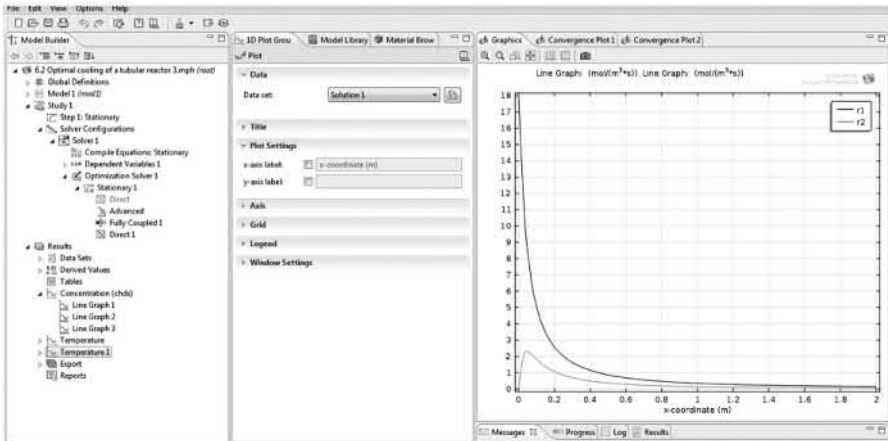 File Edit View Options Help
Model Builder
6.2 Optimal cooling of a tubular reactor 3.mph (root)
Global Definitions
Model 1 (mod1)
Study 1
Step 1: Stationary
Solver Configurations
Solver 1
Compile Equations: Stationary
Dependent Variables 1
Optimization Solver 1
Stationary 1
Direct
Advanced
Fully Coupled 1
Direct 1
Results
Data Sets
Derived Values
Tables
Concentration (chds)
Line Graph 1
Line Graph 2
Line Graph 3
Temperature
Temperature 1
Export
Reports
1D Plot Grou Model Library Material Brow
Plot
Data
Data set: Solution 1
Title
Plot Settings
x-axis label: x-coordinate (m)
y-axis label:
Axis
Grid
Legend
Window Settings
Graphics Convergence Plot 1 Convergence Plot 2
Line Graph: (mol/(m³*s)) Line Graph: (mol/(m³*s))
18
17
16
15
14
13
12
11
10
9
8
7
6
5
4
3
2
1
0
r1
r2
0 0.2 0.4 0.6 0.8 1 1.2 1.4 1.6 1.8 2
x-coordinate (m)
Messages Progress Log Results